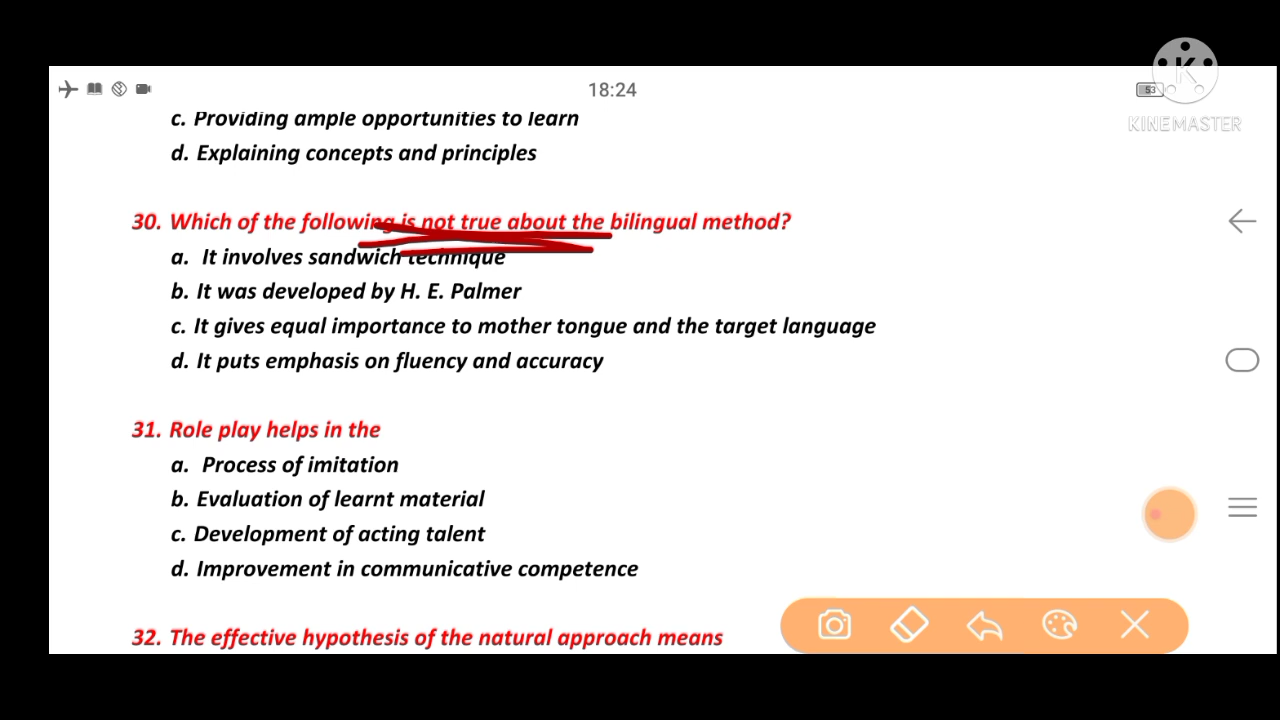 18:24
53
KINEMASTER
c. Providing ample opportunities to learn
d. Explaining concepts and principles
30. Which of the following is not true about the bilingual method?
a. It involves sandwich technique
b. It was developed by H. E. Palmer
c. It gives equal importance to mother tongue and the target language
d. It puts emphasis on fluency and accuracy
31. Role play helps in the
a. Process of imitation
b. Evaluation of learnt material
c. Development of acting talent
d. Improvement in communicative competence
32. The effective hypothesis of the natural approach means